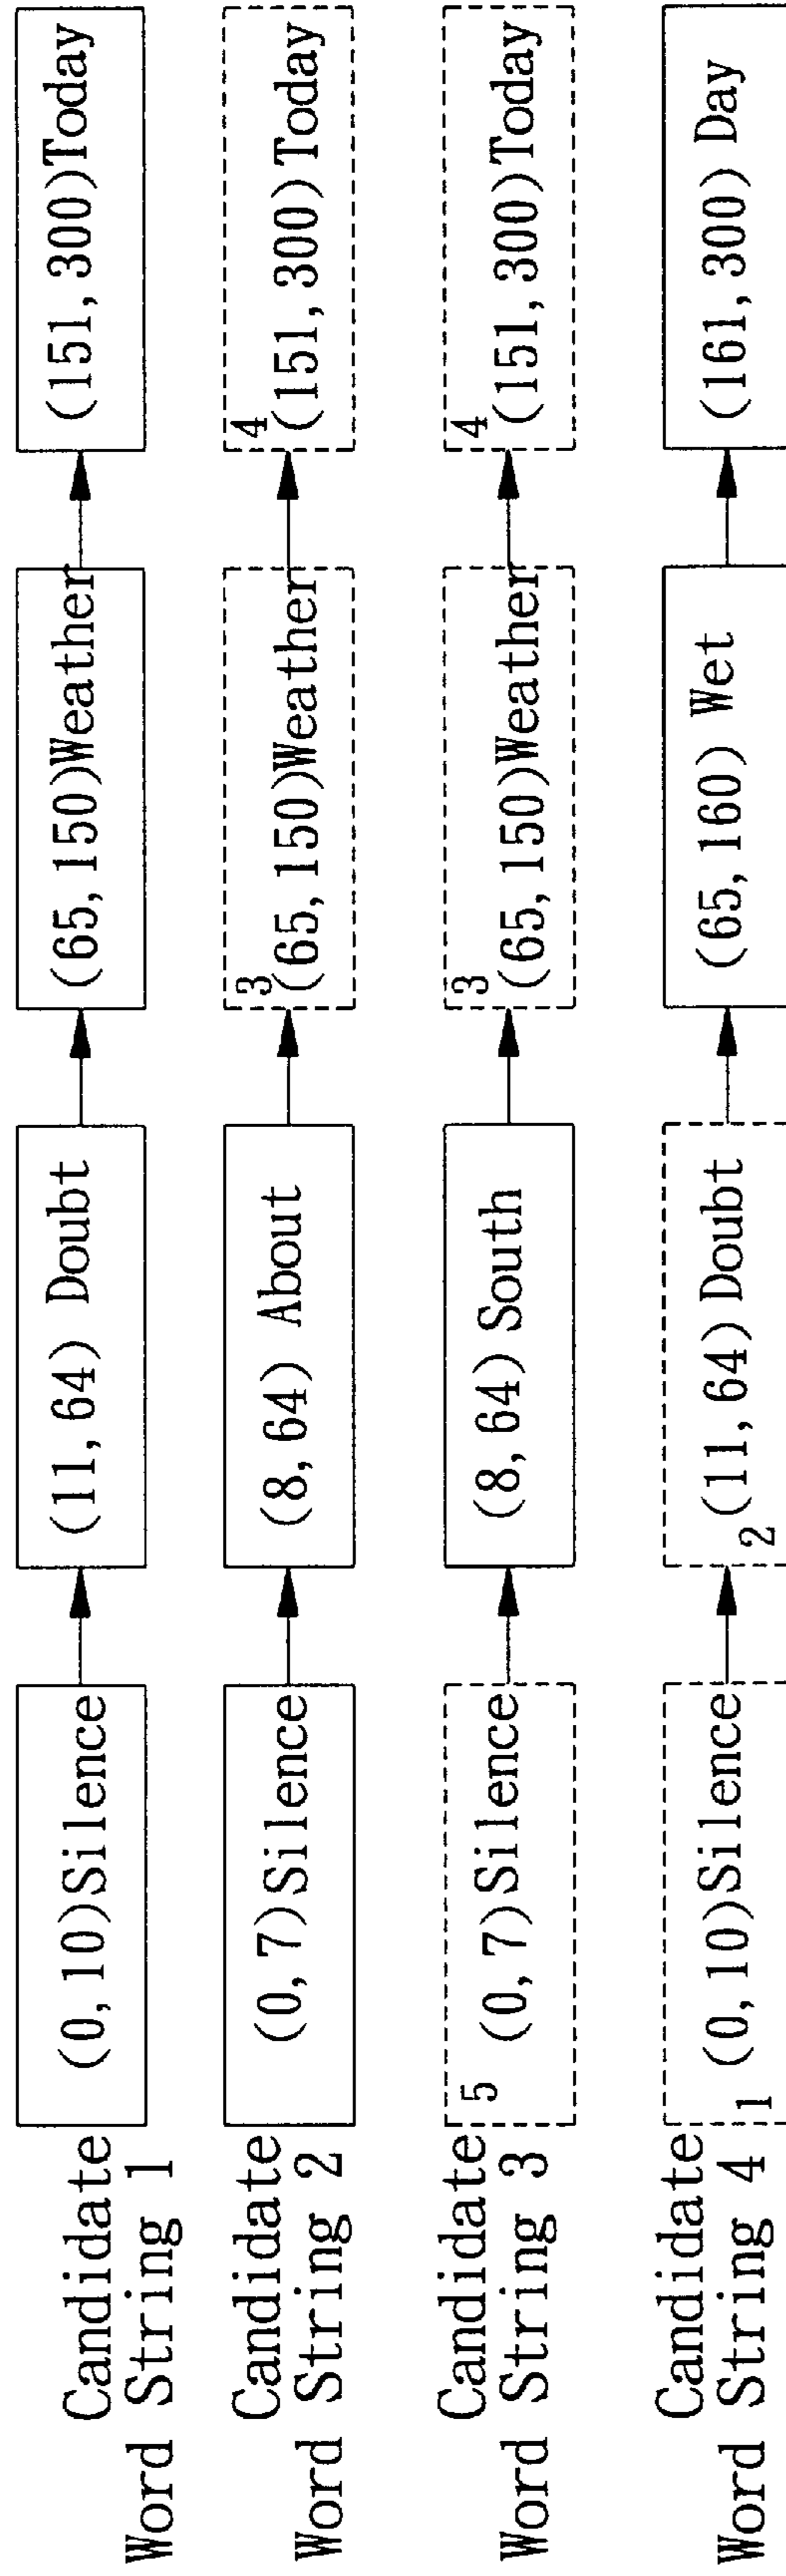 Candidate
Word String 1
(0, 10)Silence
(11, 64) Doubt
(65, 150)Weather
(151, 300)Today
Candidate
Word String 2
(0, 7)Silence
(8, 64) About
3
(65, 150)Weather
4
(151, 300)Today
Candidate
Word String 3
5
(0, 7)Silence
(8, 64) South
3
(65, 150)Weather
4
(151, 300)Today
Candidate
Word String 4
1
(0, 10)Silence
2
(11, 64)Doubt
(65, 160) Wet
(161, 300) Day